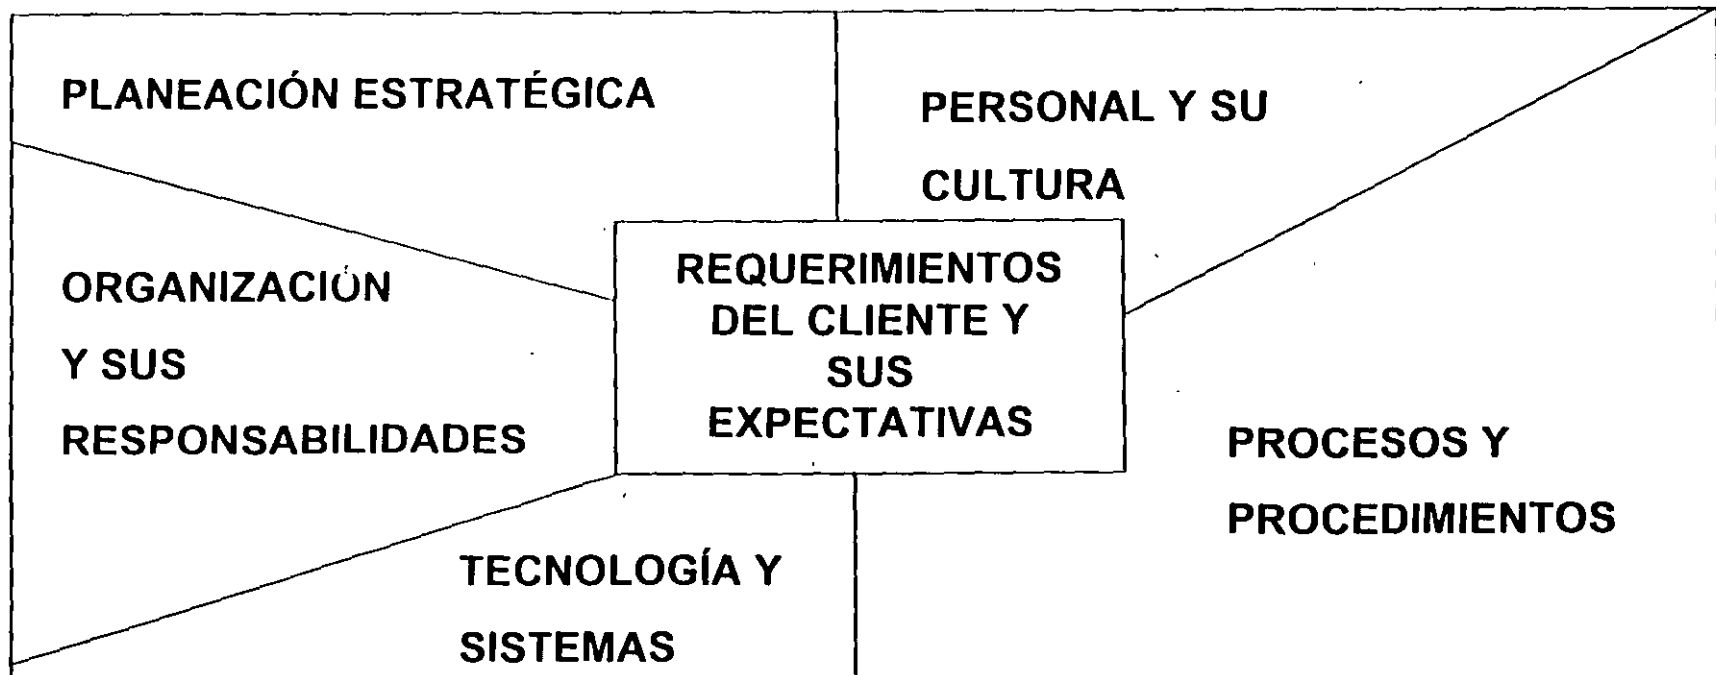 PLANEACIÓN ESTRATÉGICA
PERSONAL Y SU
CULTURA
ORGANIZACIÓN
Y SUS
RESPONSABILIDADES
REQUERIMIENTOS
DEL CLIENTE Y
SUS
EXPECTATIVAS
PROCESOS Y
PROCEDIMIENTOS
TECNOLOGÍA Y
SISTEMAS